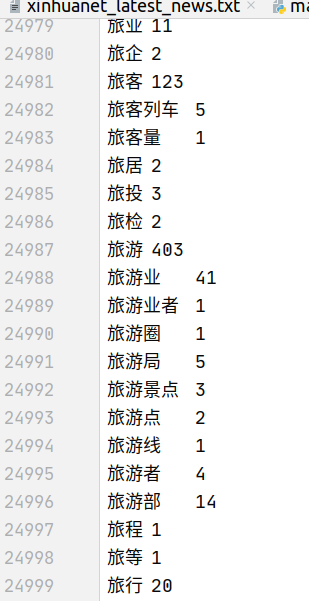 xinhuanet_latest_news.txt × ma
24979 旅业 11
24980 旅企 2
24981 旅客 123
24982 旅客列车 5
24983 旅客量 1
24984 旅居 2
24985 旅投 3
24986 旅检 2
24987 旅游 403
24988 旅游业 41
24989 旅游业者 1
24990 旅游圈 1
24991 旅游局 5
24992 旅游景点 3
24993 旅游点 2
24994 旅游线 1
24995 旅游者 4
24996 旅游部 14
24997 旅程 1
24998 旅等 1
24999 旅行 20